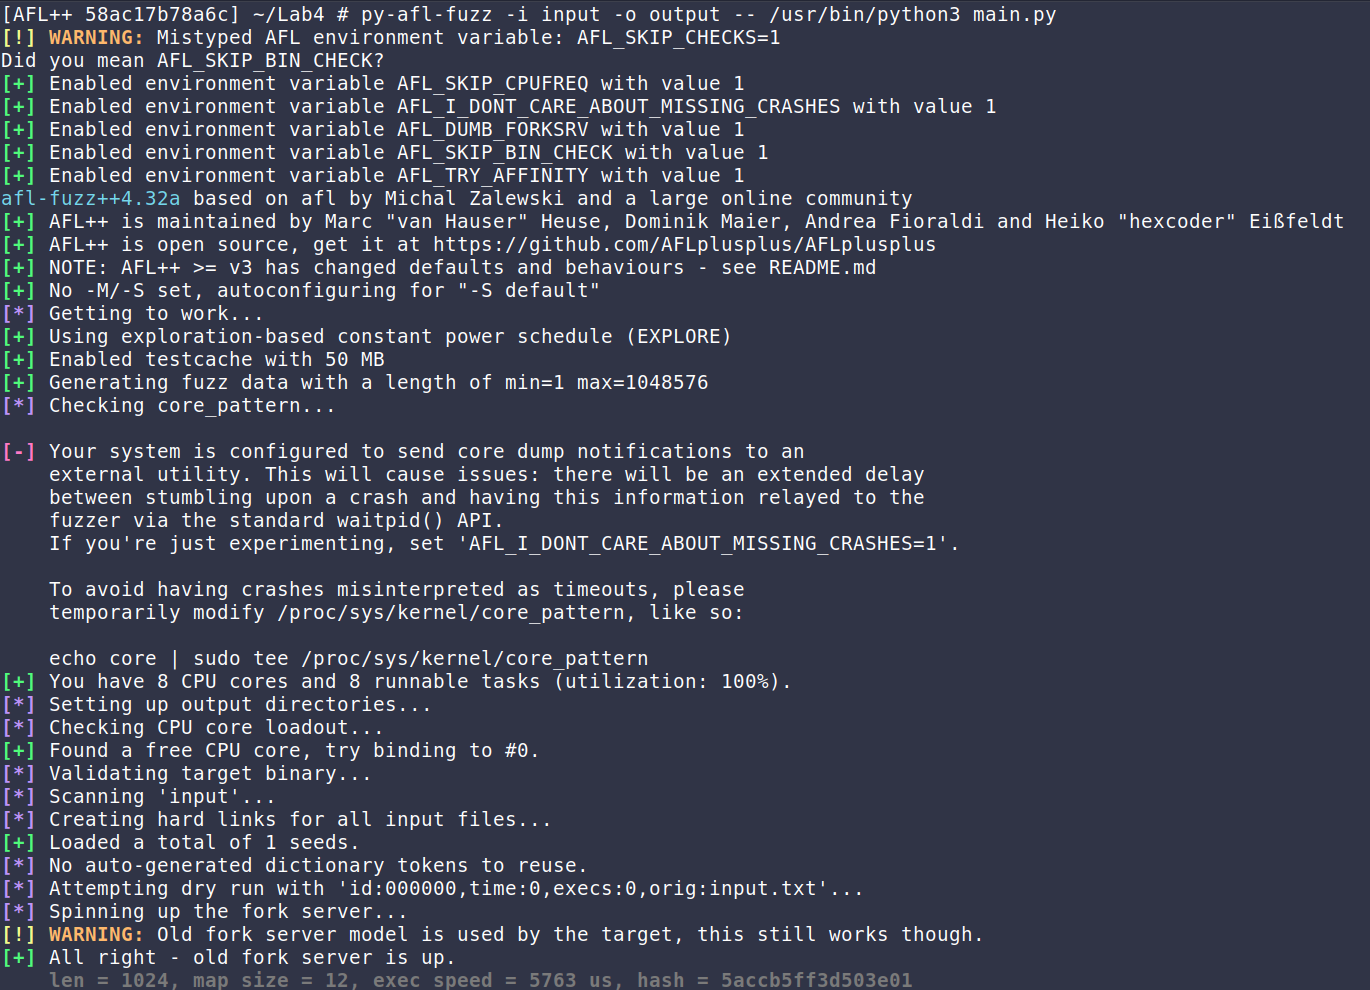 [AFL++ 58ac17b78a6c] ~/Lab4 # py-afl-fuzz -i input -o output -- /usr/bin/python3 main.py
[!] WARNING: Mistyped AFL environment variable: AFL_SKIP_CHECKS=1
Did you mean AFL_SKIP_BIN_CHECK?
[+] Enabled environment variable AFL_SKIP_CPUFREQ with value 1
[+] Enabled environment variable AFL_I_DONT_CARE_ABOUT_MISSING_CRASHES with value 1
[+] Enabled environment variable AFL_DUMB_FORKSRV with value 1
[+] Enabled environment variable AFL_SKIP_BIN_CHECK with value 1
[+] Enabled environment variable AFL_TRY_AFFINITY with value 1
afl-fuzz++4.32a based on afl by Michal Zalewski and a large online community
[+] AFL++ is maintained by Marc "van Hauser" Heuse, Dominik Maier, Andrea Fioraldi and Heiko "hexcoder" Eißfeldt
[+] AFL++ is open source, get it at https://github.com/AFLplusplus/AFLplusplus
[+] NOTE: AFL++ >= v3 has changed defaults and behaviours - see README.md
[+] No -M/-S set, autoconfiguring for "-S default"
[*] Getting to work...
[+] Using exploration-based constant power schedule (EXPLORE)
[+] Enabled testcache with 50 MB
[+] Generating fuzz data with a length of min=1 max=1048576
[*] Checking core_pattern...
[-] Your system is configured to send core dump notifications to an
external utility. This will cause issues: there will be an extended delay
between stumbling upon a crash and having this information relayed to the
fuzzer via the standard waitpid() API.
If you're just experimenting, set 'AFL_I_DONT_CARE_ABOUT_MISSING_CRASHES=1'.
To avoid having crashes misinterpreted as timeouts, please
temporarily modify /proc/sys/kernel/core_pattern, like so:
echo core | sudo tee /proc/sys/kernel/core_pattern
[+] You have 8 CPU cores and 8 runnable tasks (utilization: 100%).
[*] Setting up output directories...
[*] Checking CPU core loadout...
[+] Found a free CPU core, try binding to #0.
[*] Validating target binary...
[*] Scanning 'input'...
[*] Creating hard links for all input files...
[+] Loaded a total of 1 seeds.
[*] No auto-generated dictionary tokens to reuse.
[*] Attempting dry run with 'id:000000,time:0,execs:0,orig:input.txt'...
[*] Spinning up the fork server...
[!] WARNING: Old fork server model is used by the target, this still works though.
[+] All right - old fork server is up.
len = 1024, map size = 12, exec speed = 5763 us, hash = 5accb5ff3d503e01